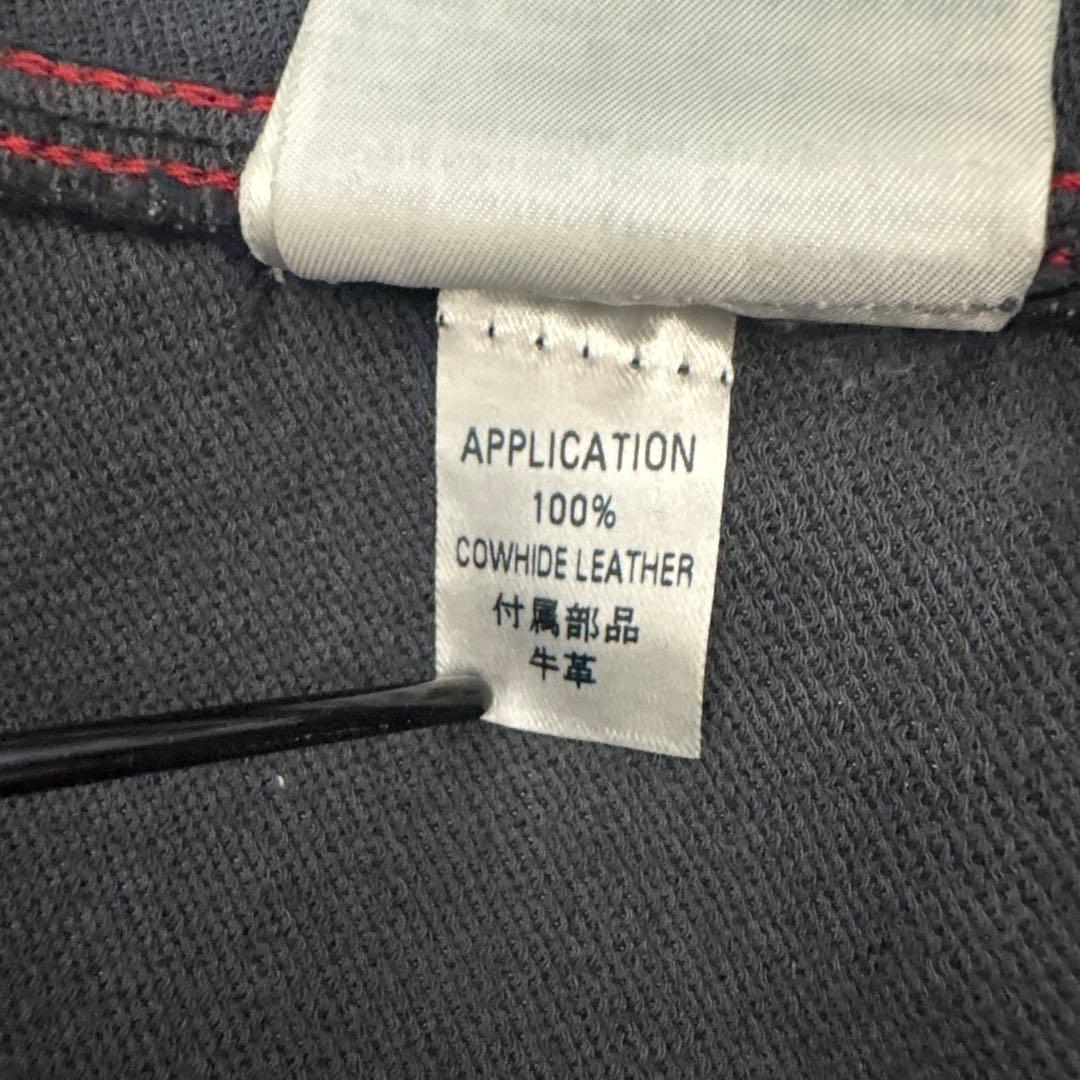 APPLICATION
100%
COWHIDE LEATHER
付属部品
牛革